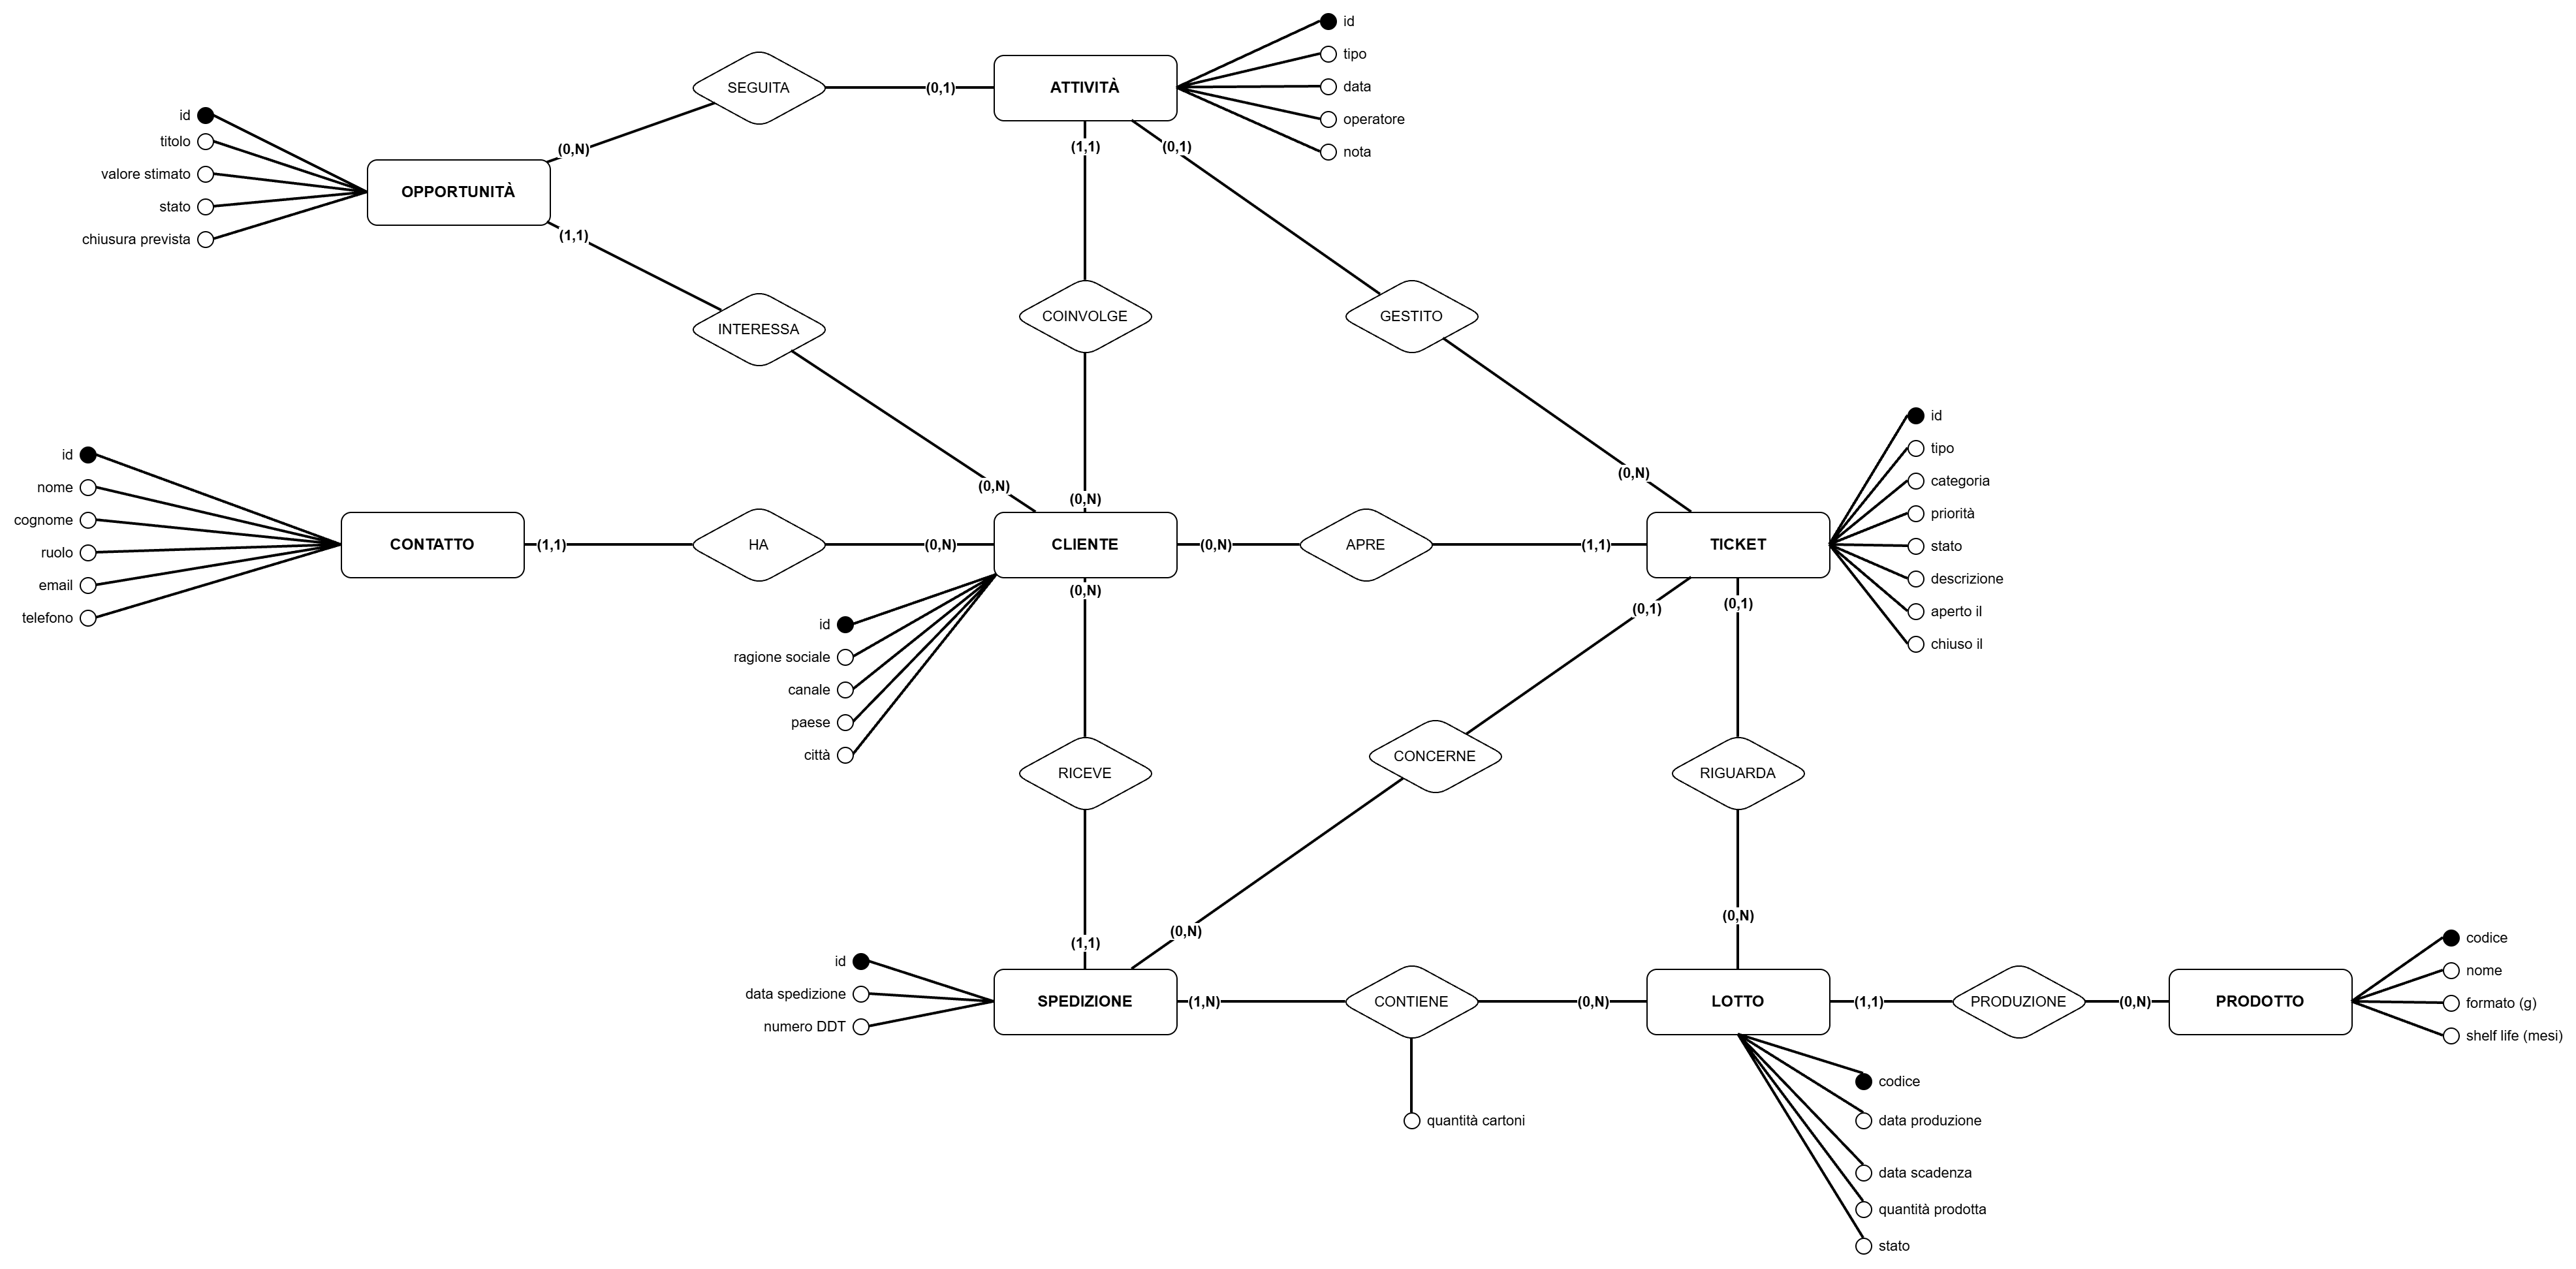 id
tipo
data
operatore
nota
ATTIVITÀ
(0,1)
SEGUITA
(0,N)
(1,1)
(0,1)
id
titolo
valore stimato
stato
chiusura prevista
OPPORTUNITÀ
(1,1)
INTERESSA
COINVOLGE
GESTITO
(0,N)
(0,N)
(0,N)
id
nome
cognome
ruolo
email
telefono
CONTATTO
(1,1)
HA
(0,N)
CLIENTE
(0,N)
APRE
(1,1)
TICKET
id
tipo
categoria
priorità
stato
descrizione
aperto il
chiuso il
(0,N)
(0,1)
(0,1)
id
ragione sociale
canale
paese
città
RICEVE
CONCERNE
RIGUARDA
(1,1)
(0,N)
(0,N)
id
data spedizione
numero DDT
SPEDIZIONE
(1,N)
CONTIENE
(0,N)
LOTTO
(1,1)
PRODUZIONE
(0,N)
PRODOTTO
codice
nome
formato (g)
shelf life (mesi)
quantità cartoni
codice
data produzione
data scadenza
quantità prodotta
stato